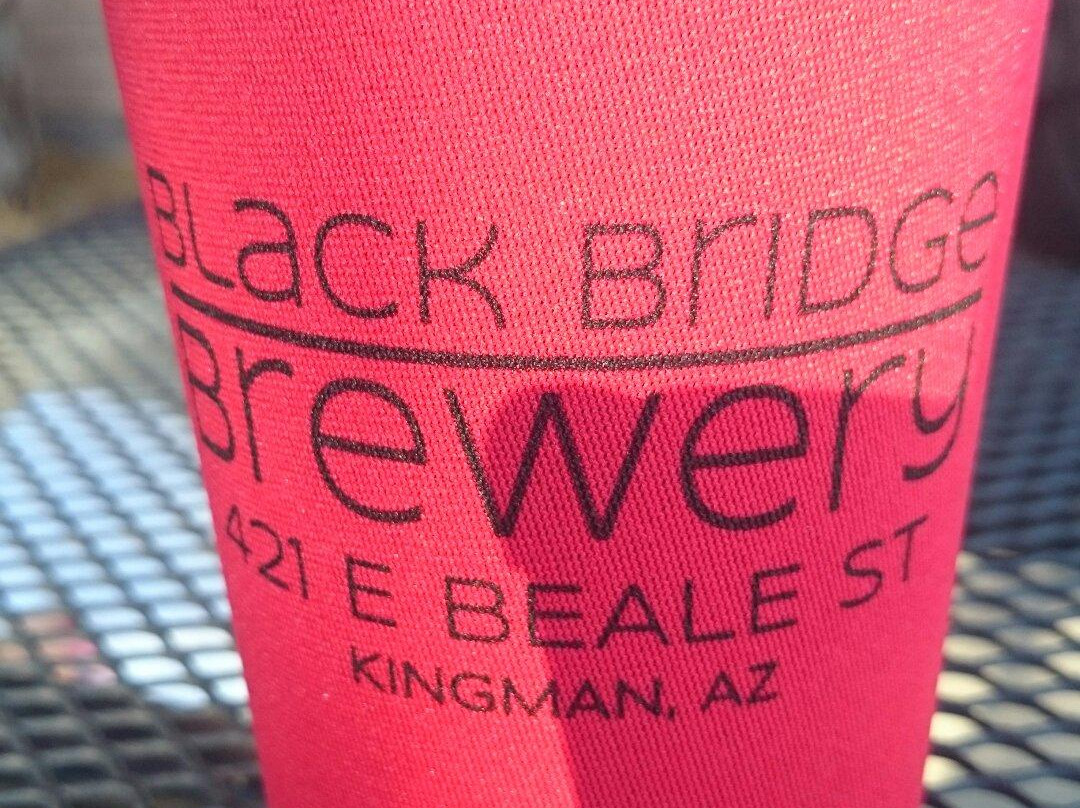 Black Bridge
Brewery
421 E BEALE ST
KINGMAN, AZ